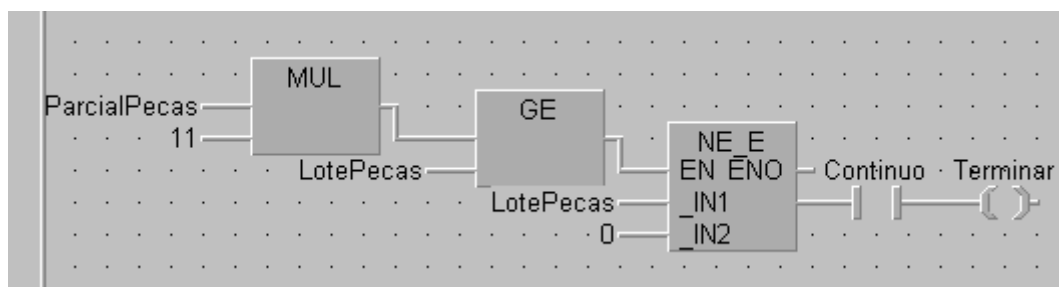 MUL
ParcialPecas
11
GE
LotePecas
NE_E
EN ENO
Continuo
Terminar
LotePecas
_IN1
0
_IN2